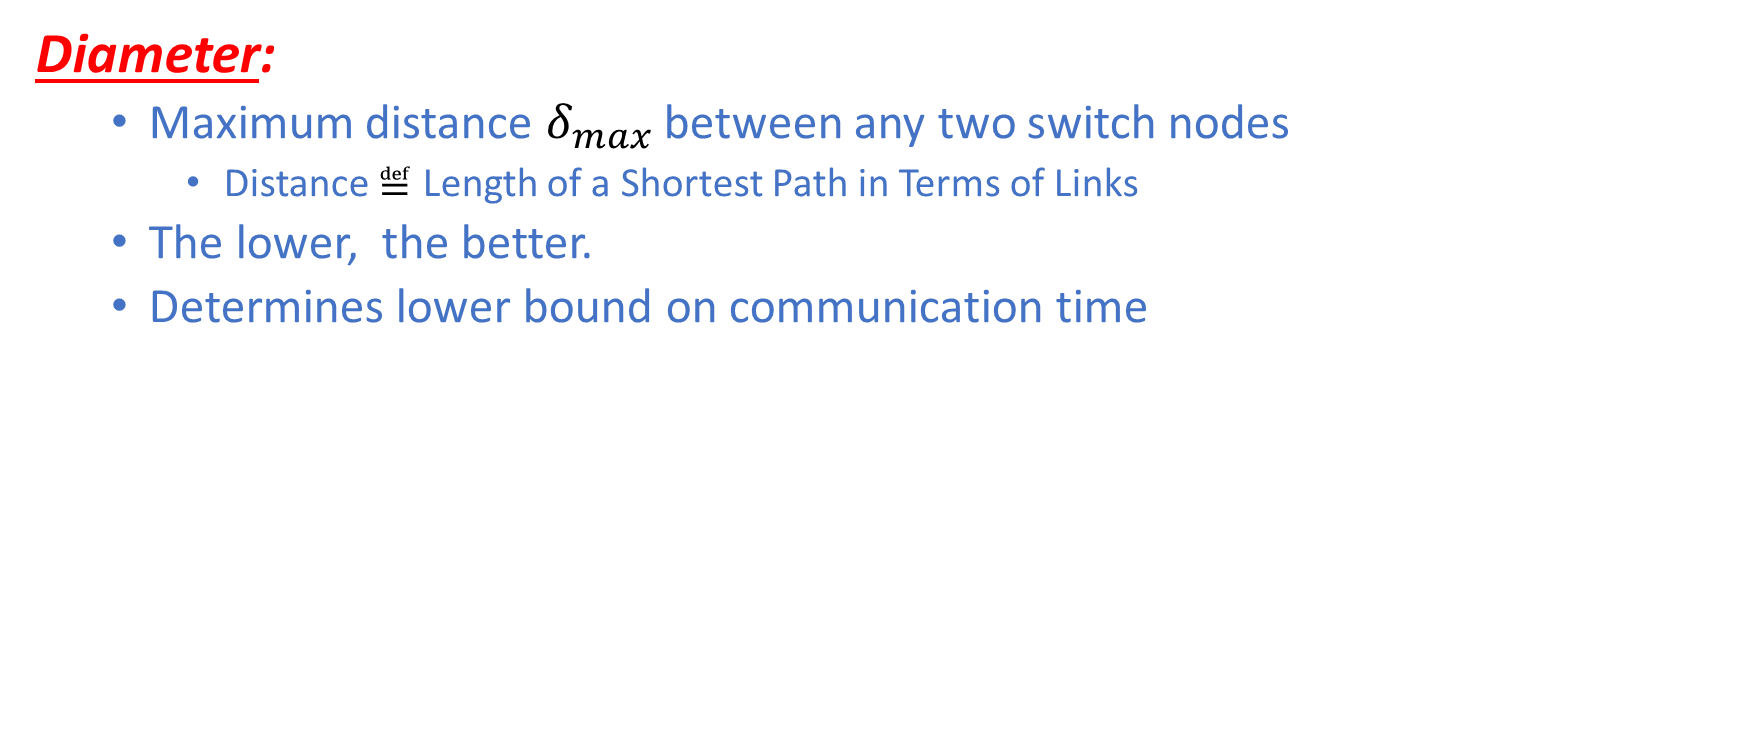 Diameter:
• Maximum distance δmax between any two switch nodes
• Distance ≝ Length of a Shortest Path in Terms of Links
• The lower,  the better.
• Determines lower bound on communication time